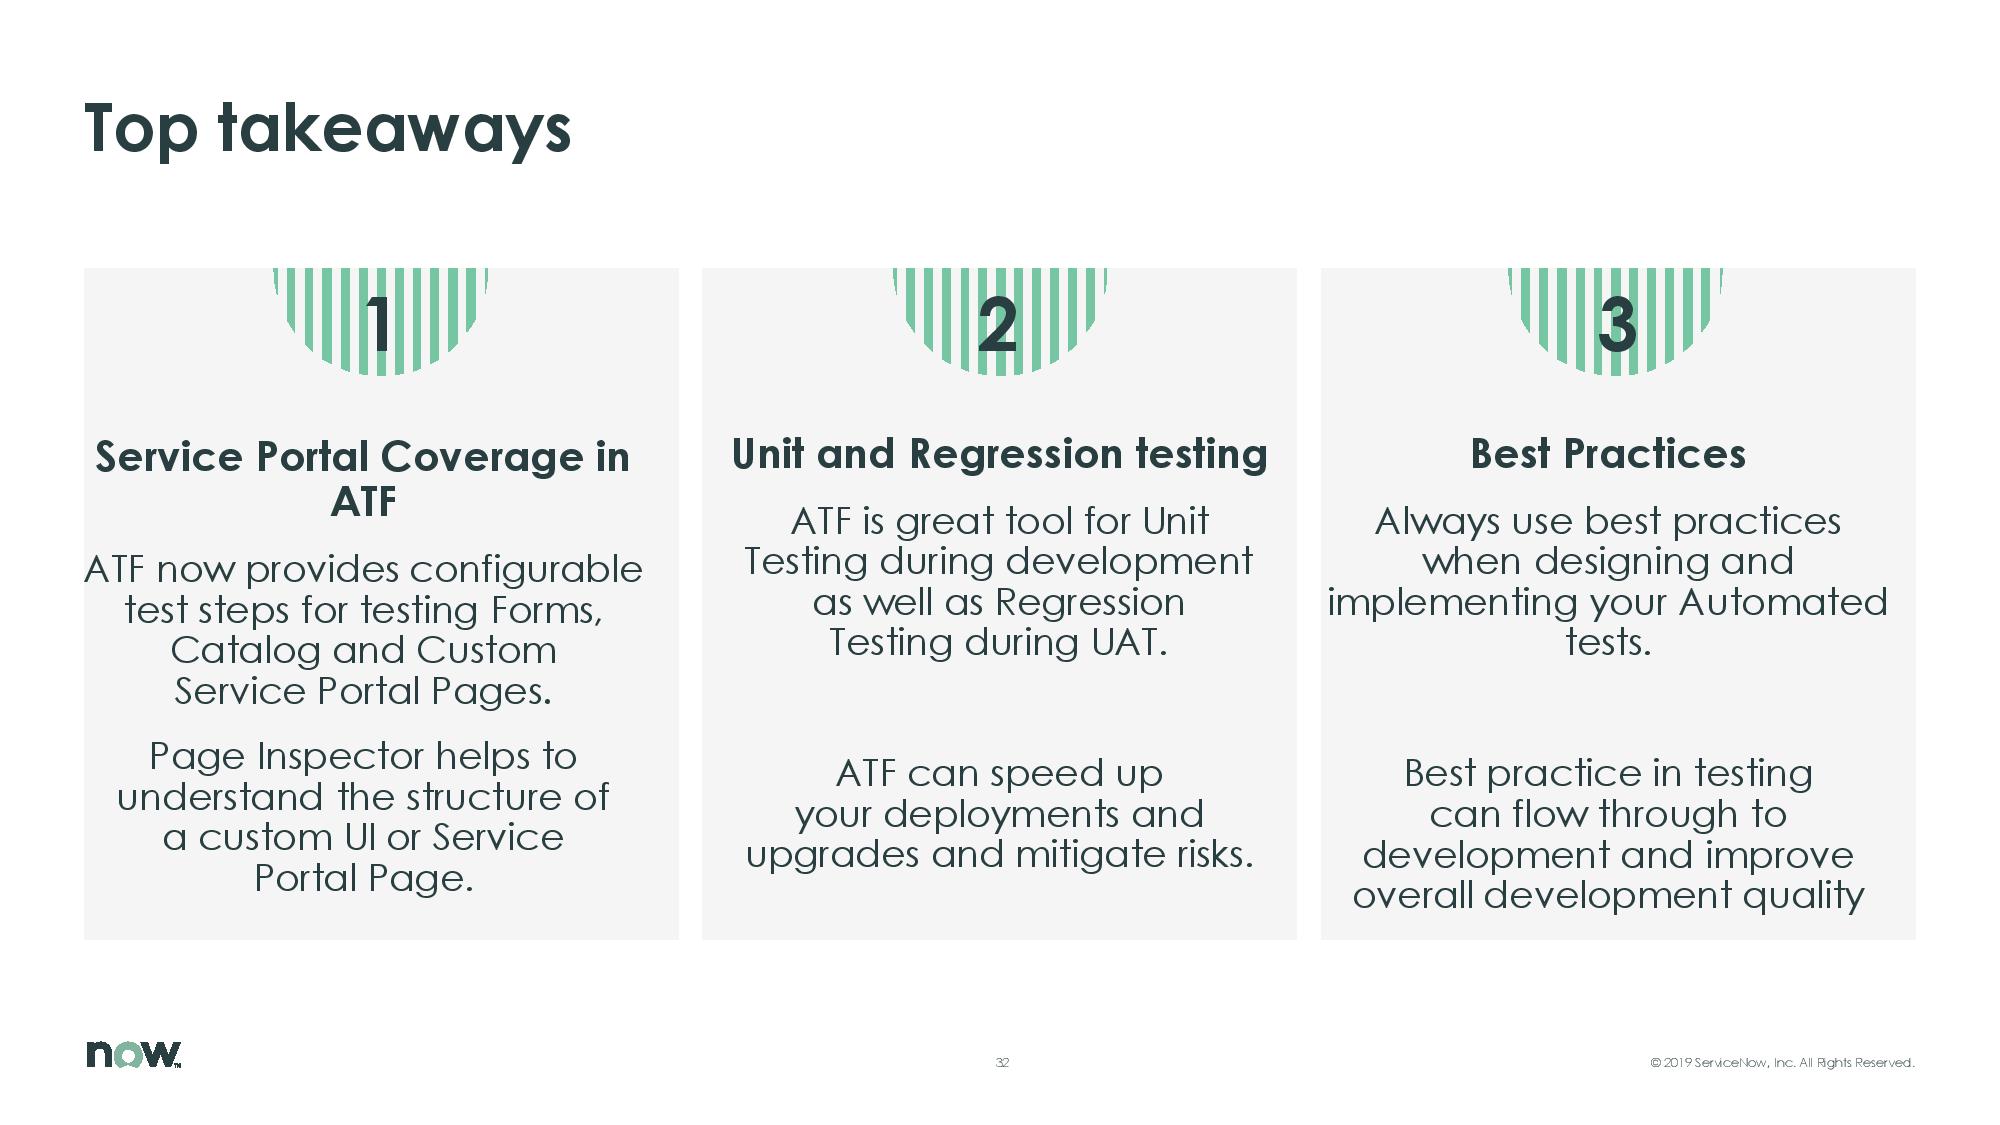 Top takeaways
1
Service Portal Coverage in
ATF
ATF now provides configurable
test steps for testing Forms,
Catalog and Custom
Service Portal Pages.
Page Inspector helps to
understand the structure of
a custom UI or Service
Portal Page.
2
Unit and Regression testing
ATF is great tool for Unit
Testing during development
as well as Regression
Testing during UAT.
ATF can speed up
your deployments and
upgrades and mitigate risks.
3
Best Practices
Always use best practices
when designing and
implementing your Automated
tests.
Best practice in testing
can flow through to
development and improve
overall development quality
now™
32
© 2019 ServiceNow, Inc. All Rights Reserved.